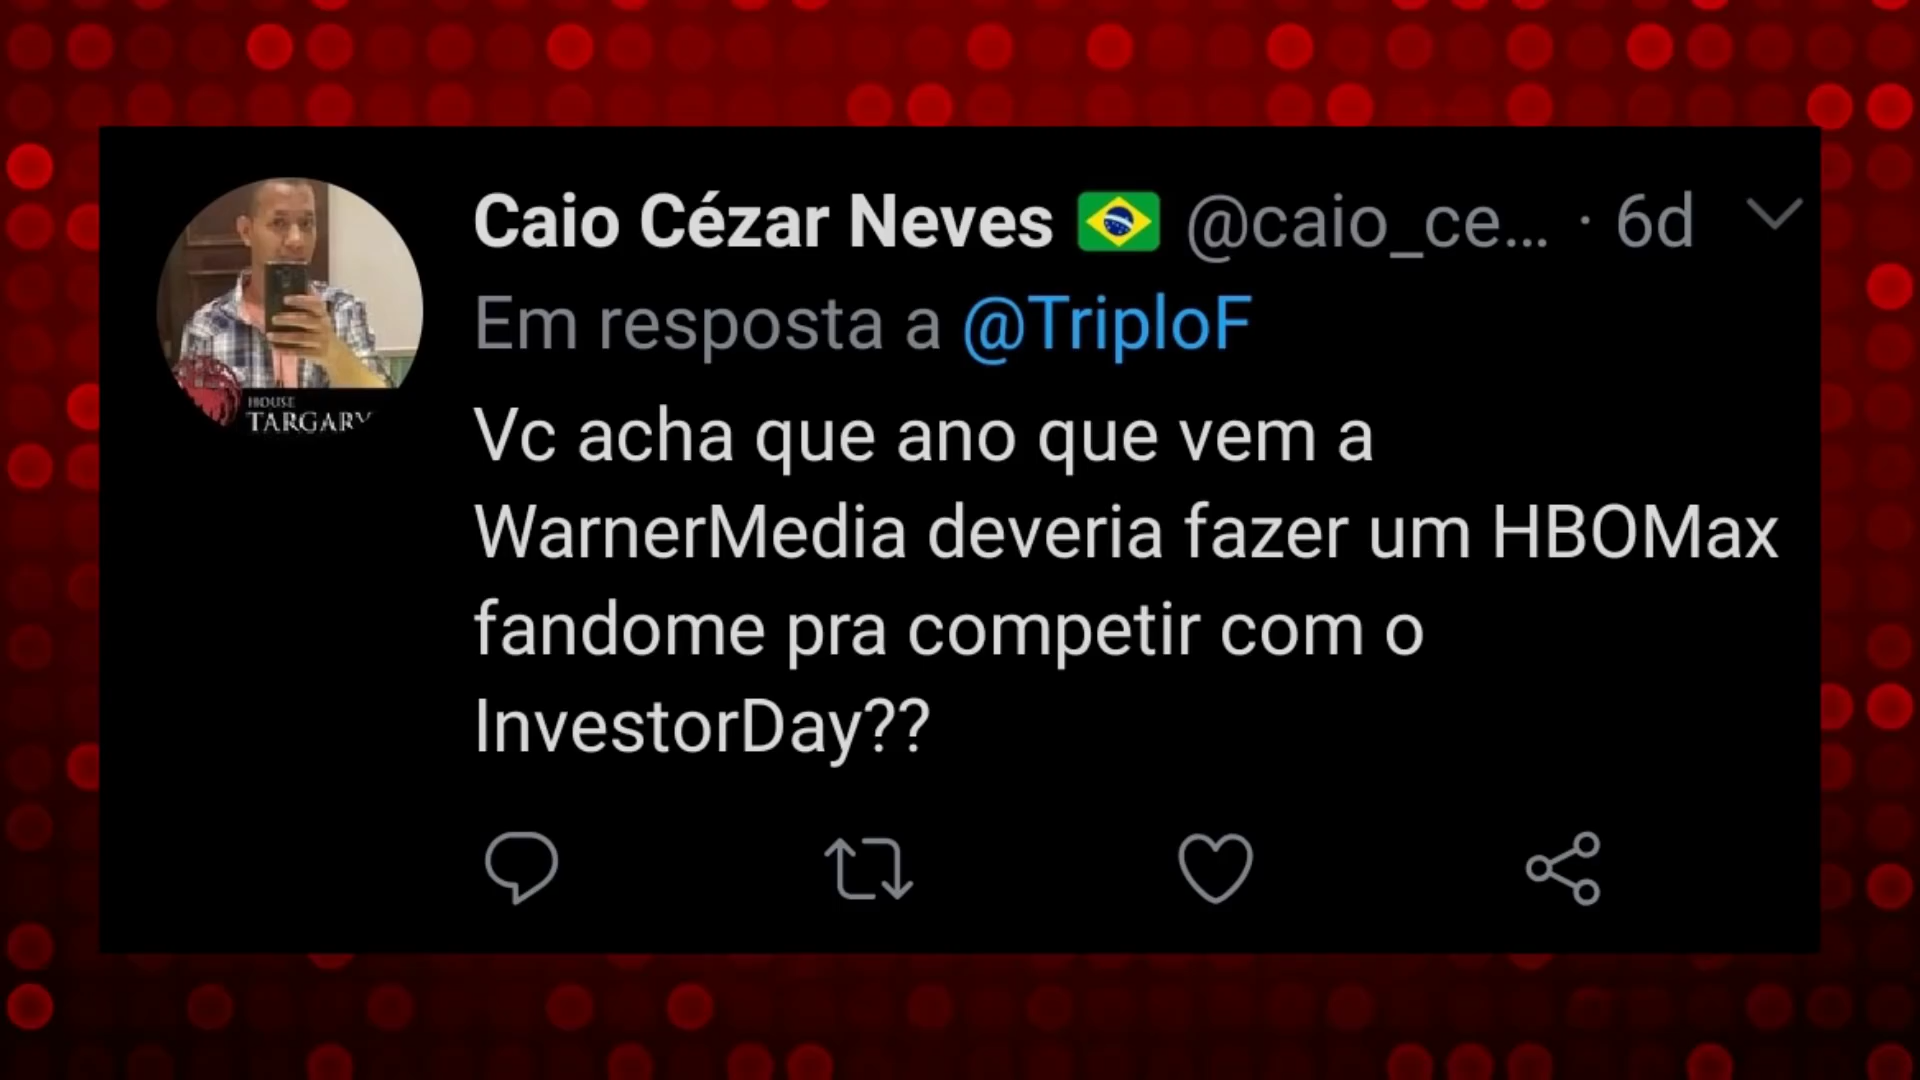 Caio Cézar Neves 🇧🇷 @caio_ce... · 6d
Em resposta a @TriploF
Vc acha que ano que vem a
WarnerMedia deveria fazer um HBOMax
fandome pra competir com o
InvestorDay??
HOUSE
TARGARY